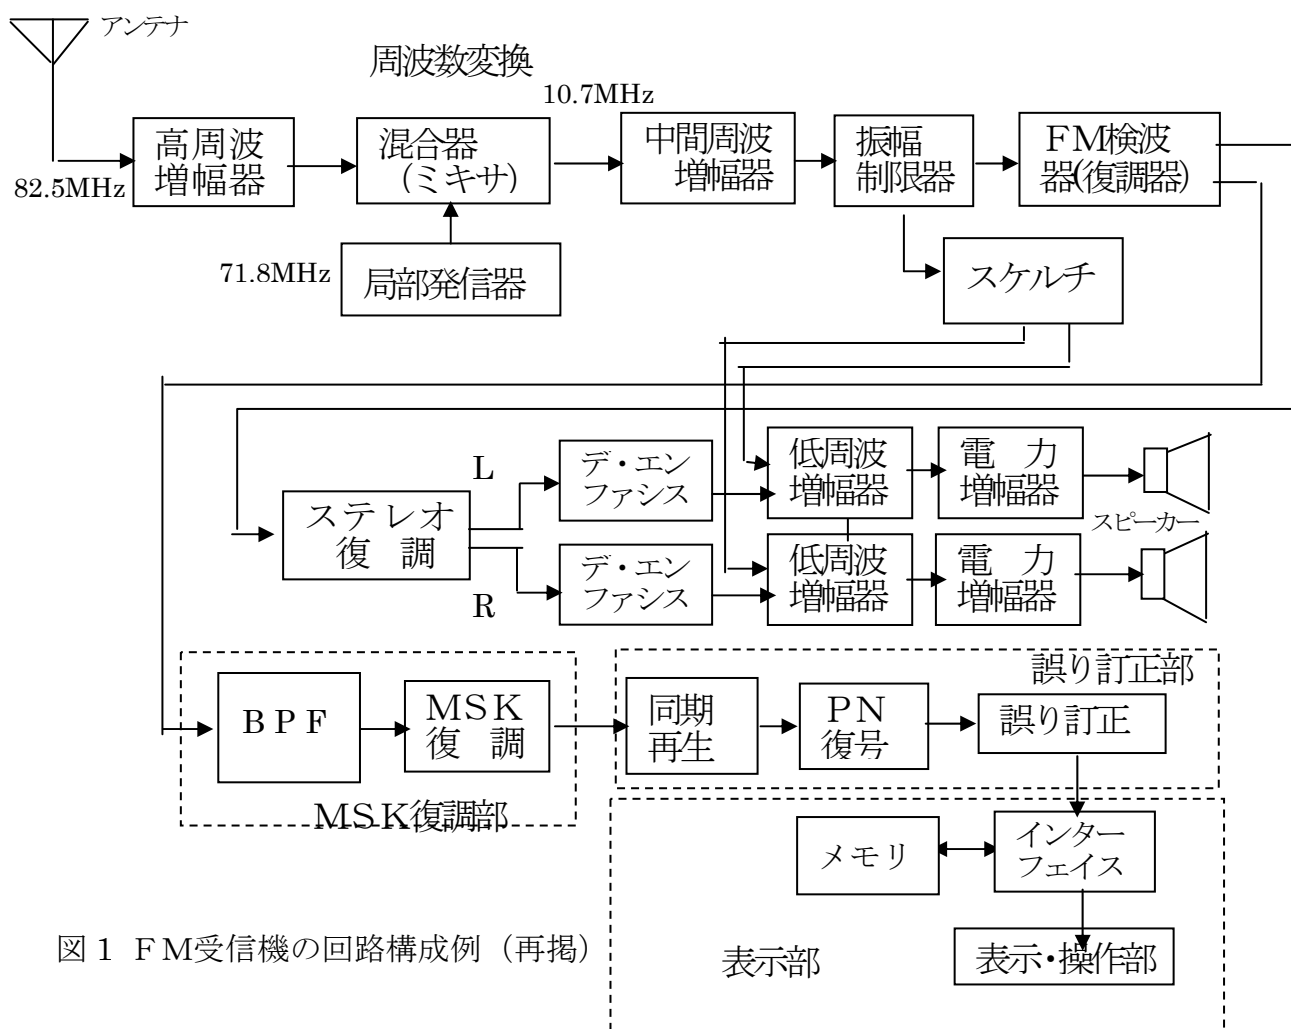 アンテナ
周波数変換
10.7MHz
高周波
増幅器
混合器
（ミキサ）
中間周波
増幅器
振幅
制限器
ＦＭ検波
器(復調器)
82.5MHz
71.8MHz
局部発信器
スケルチ
L
デ・エン
ファシス
低周波
増幅器
電　力
増幅器
スピーカー
ステレオ
復　調
R
デ・エン
ファシス
低周波
増幅器
電　力
増幅器
誤り訂正部
ＢＰＦ
ＭＳＫ
復　調
同期
再生
ＰＮ
復号
誤り訂正
ＭＳＫ復調部
メモリ
インター
フェイス
図１ ＦＭ受信機の回路構成例（再掲）
表示部
表示・操作部